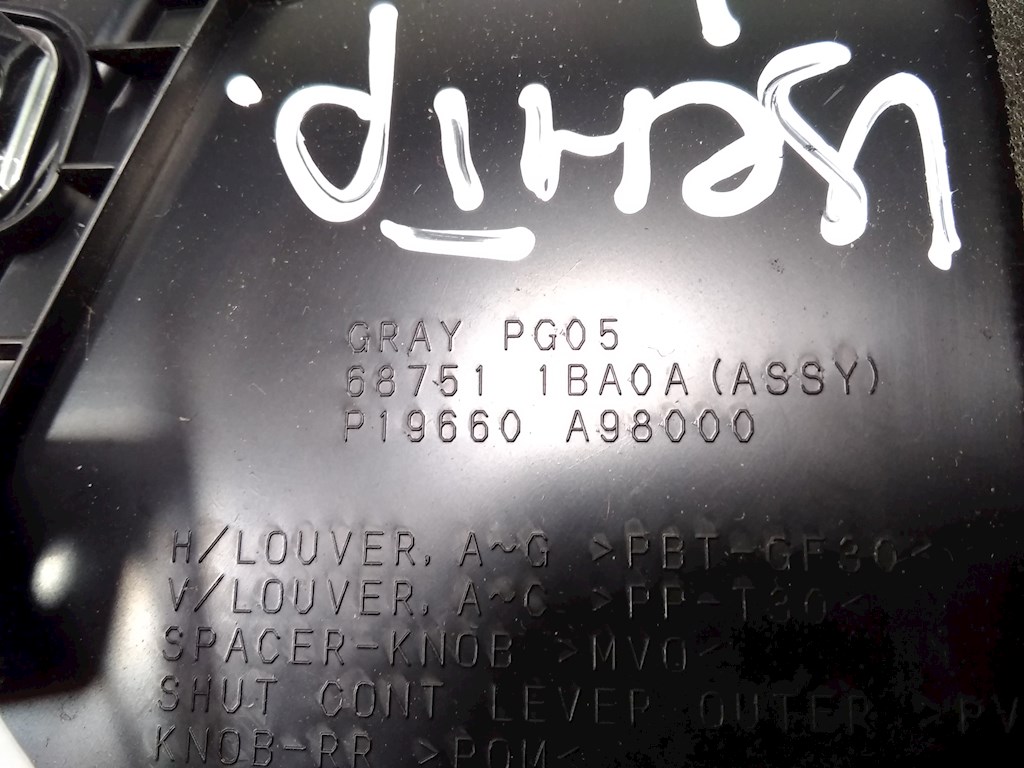 GRAY PG05
68751 1BA0A (ASSY)
P19660 A98000
H/LOUVER, A~G >PBT-GF30<
V/LOUVER, A~C >PP-T30<
SPACER-KNOB >MVQ<
SHUT CONT LEVER OUTER >PV
KNOB-RR >POM<